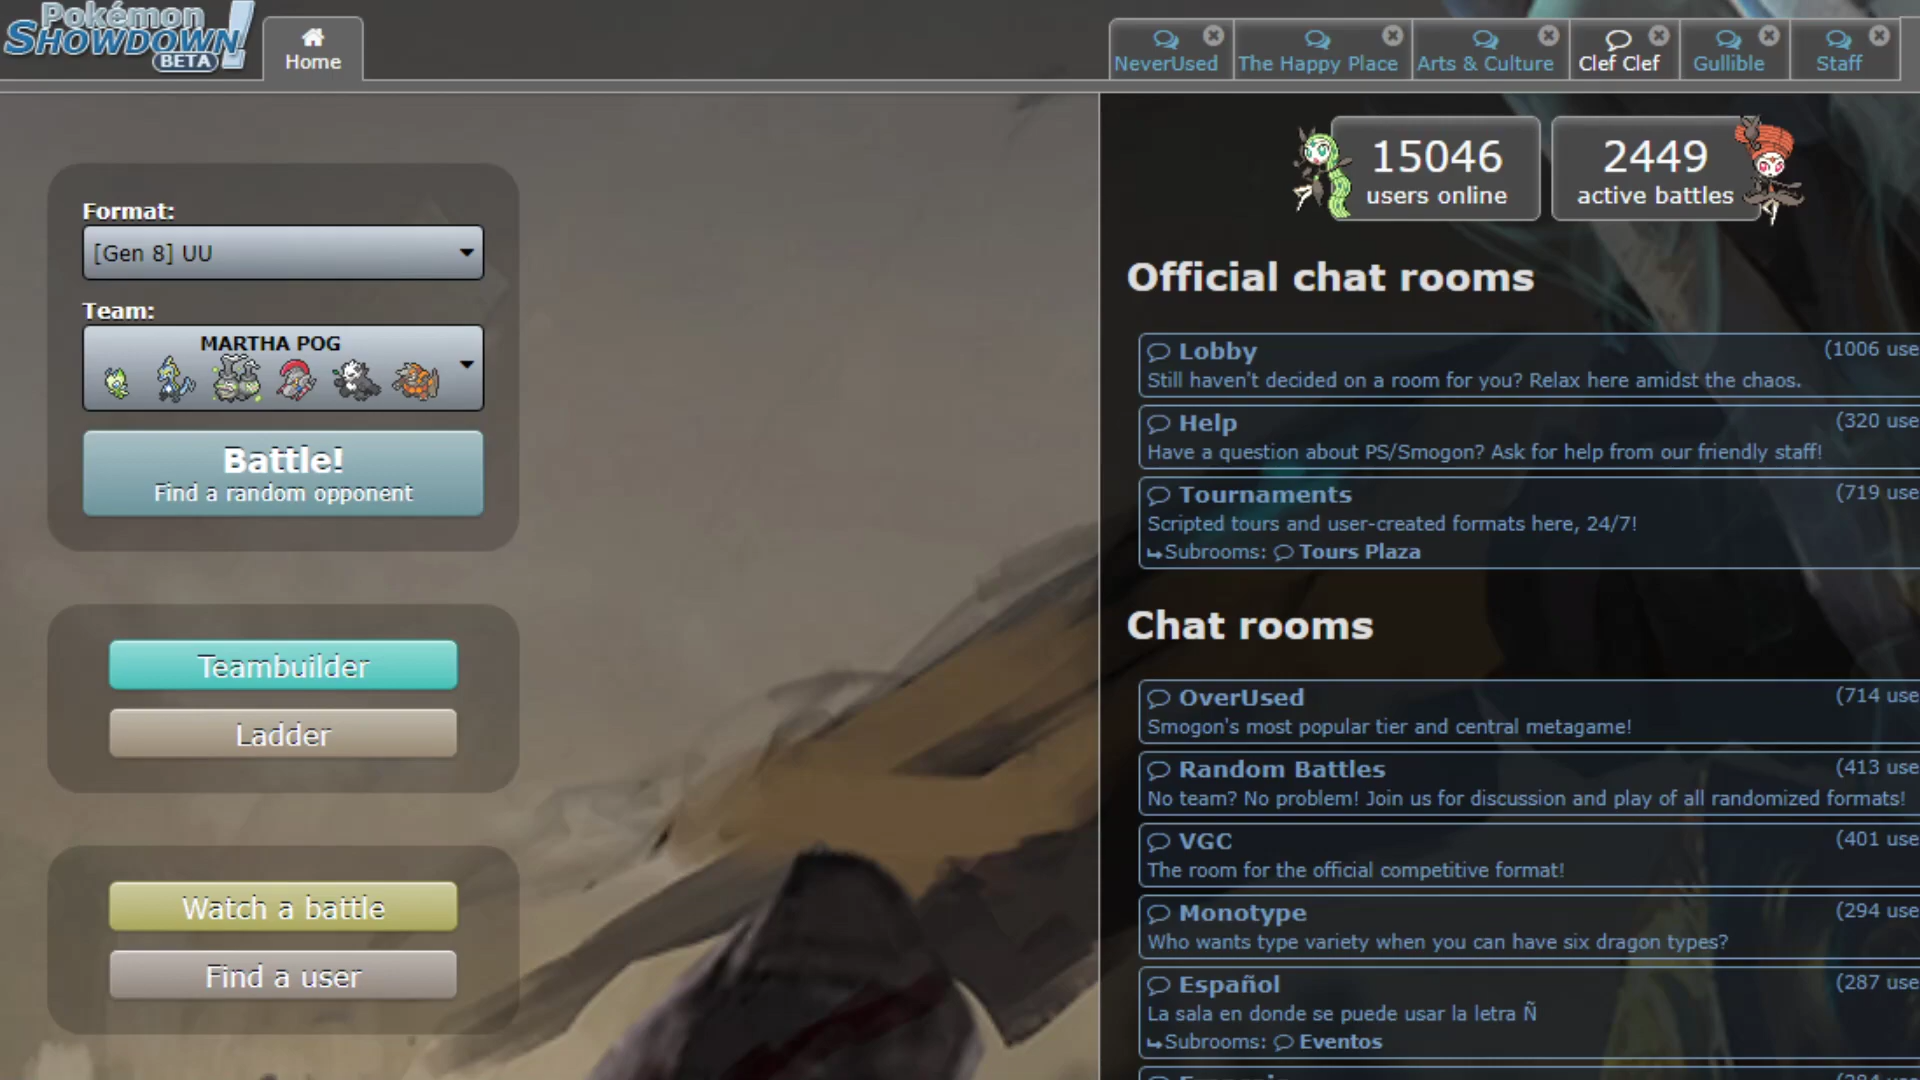 Pokémon
SHOWDOWN!
BETA
Home
NeverUsed
The Happy Place
Arts & Culture
Clef Clef
Gullible
Staff
Format:
[Gen 8] UU
Team:
MARTHA POG
Battle!
Find a random opponent
Teambuilder
Ladder
Watch a battle
Find a user
15046
users online
2449
active battles
Official chat rooms
Lobby (1006 use
Still haven't decided on a room for you? Relax here amidst the chaos.
Help (320 use
Have a question about PS/Smogon? Ask for help from our friendly staff!
Tournaments (719 use
Scripted tours and user-created formats here, 24/7!
↳Subrooms: Tours Plaza
Chat rooms
OverUsed (714 use
Smogon's most popular tier and central metagame!
Random Battles (413 use
No team? No problem! Join us for discussion and play of all randomized formats!
VGC (401 use
The room for the official competitive format!
Monotype (294 use
Who wants type variety when you can have six dragon types?
Español (287 use
La sala en donde se puede usar la letra Ñ
↳Subrooms: Eventos